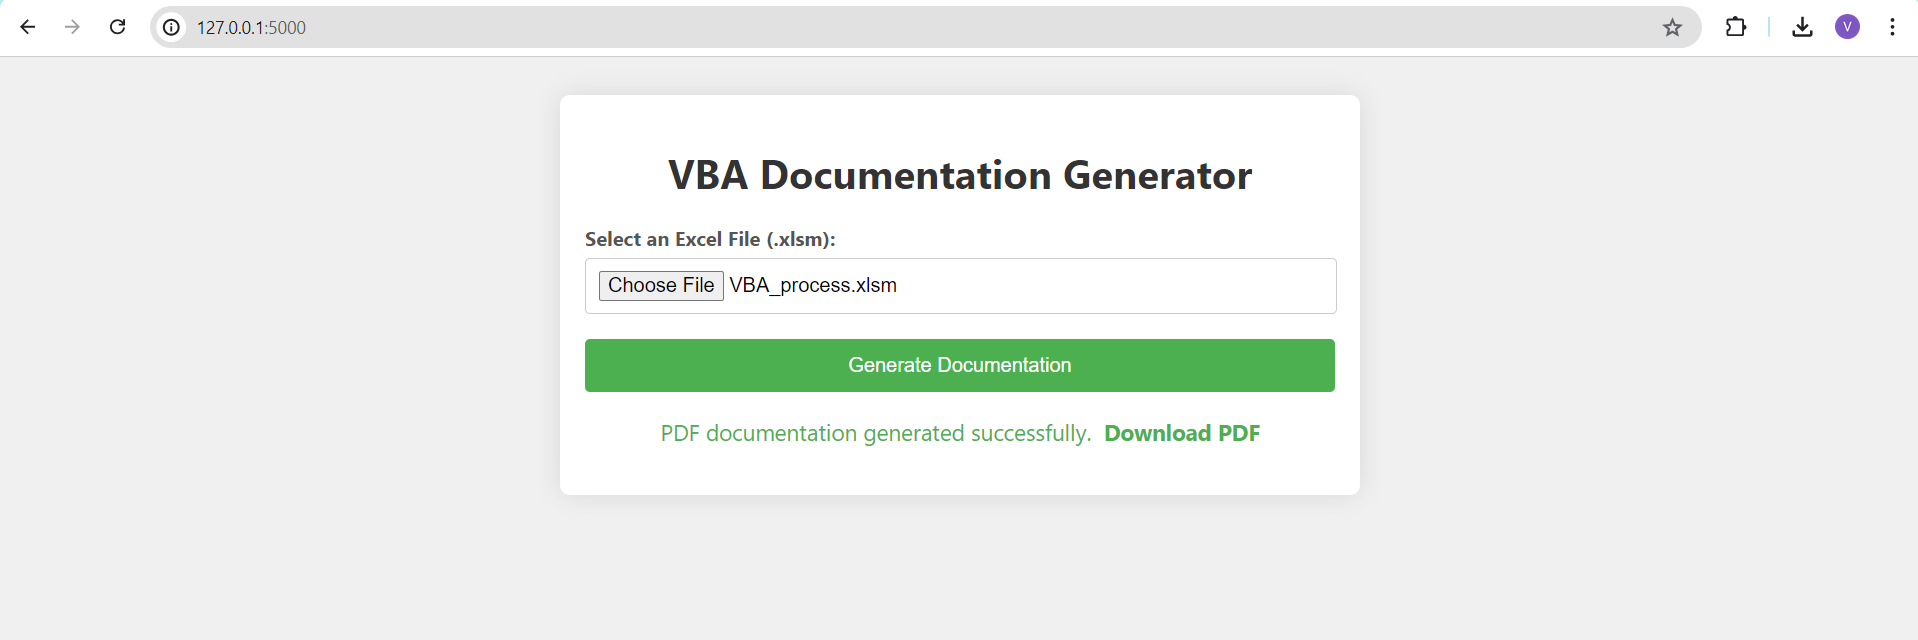 127.0.0.1:5000
V
VBA Documentation Generator
Select an Excel File (.xlsm):
Choose File VBA_process.xlsm
Generate Documentation
PDF documentation generated successfully. Download PDF